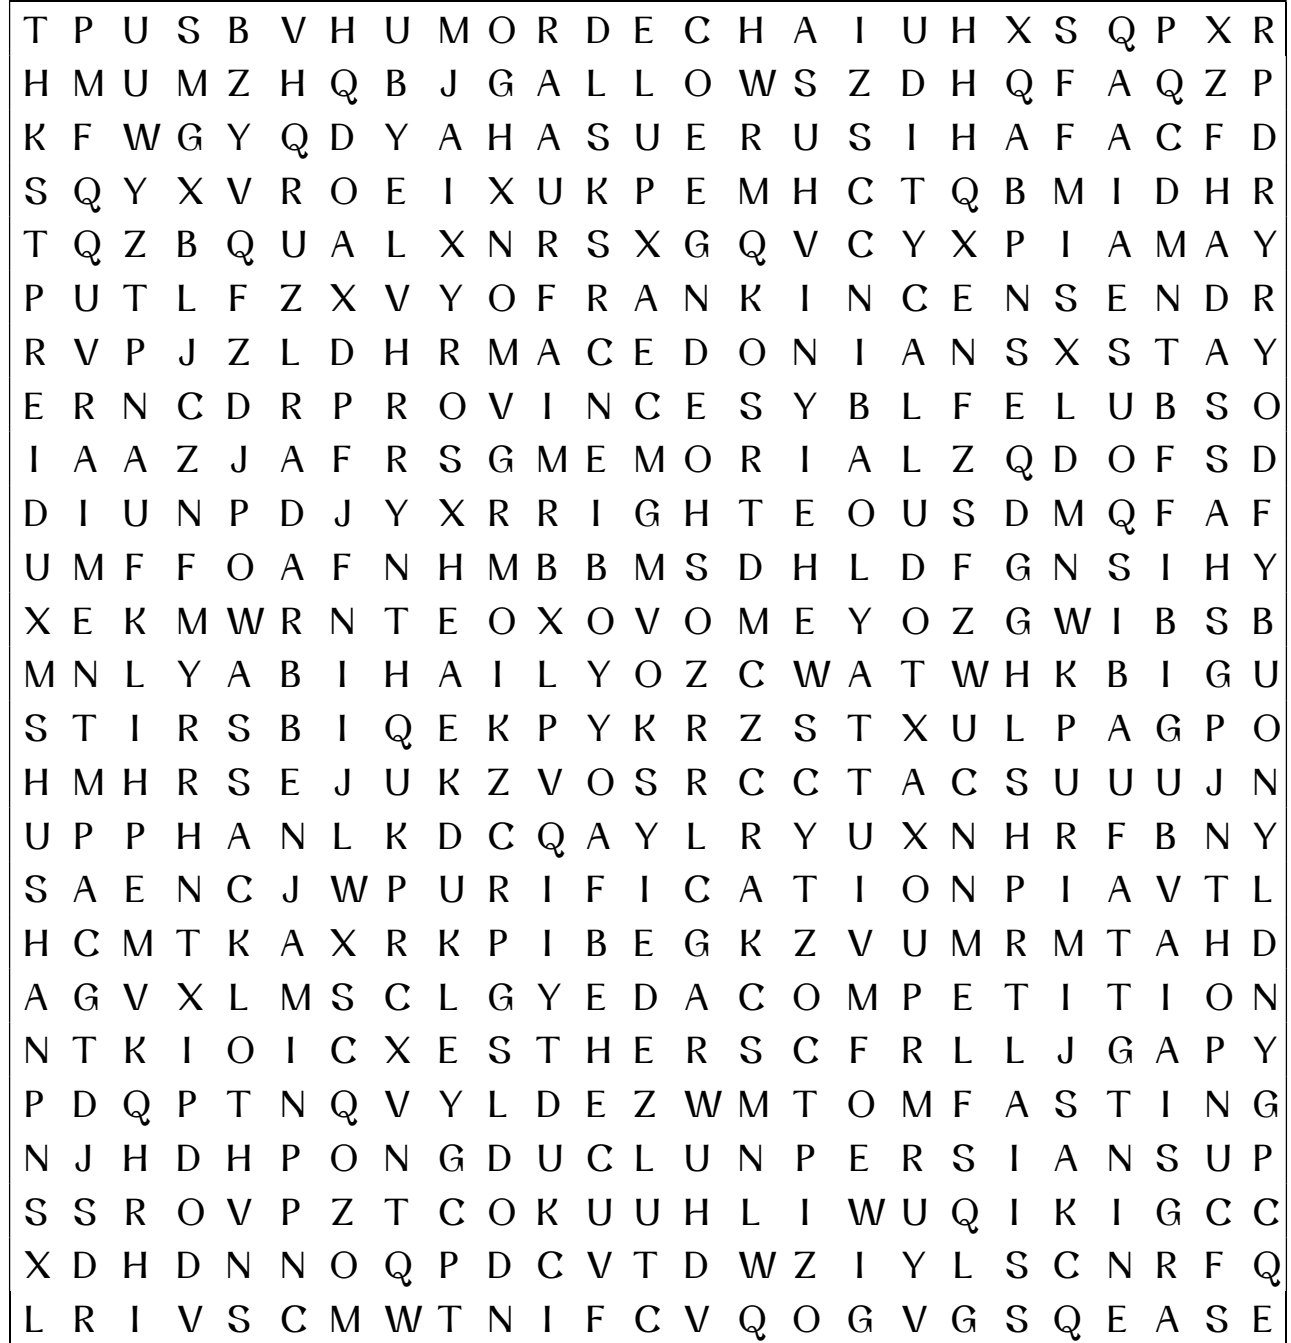 T P U S B V H U M O R D E C H A I U H X S Q P X R
H M U M Z H Q B J G A L L O W S Z D H Q F A Q Z P
K F W G Y Q D Y A H A S U E R U S I H A F A C F D
S Q Y X V R O E I X U K P E M H C T Q B M I D H R
T Q Z B Q U A L X N R S X G Q V C Y X P I A M A Y
P U T L F Z X V Y O F R A N K I N C E N S E N D R
R V P J Z L D H R M A C E D O N I A N S X S T A Y
E R N C D R P R O V I N C E S Y B L F E L U B S O
I A A Z J A F R S G M E M O R I A L Z Q D O F S D
D I U N P D J Y X R R I G H T E O U S D M Q F A F
U M F F O A F N H M B B M S D H L D F G N S I H Y
X E K M W R N T E O X O V O M E Y O Z G W I B S B
M N L Y A B I H A I L Y O Z C W A T W H K B I G U
S T I R S B I Q E K P Y K R Z S T X U L P A G P O
H M H R S E J U K Z V O S R C C T A C S U U U J N
U P P H A N L K D C Q A Y L R Y U X N H R F B N Y
S A E N C J W P U R I F I C A T I O N P I A V T L
H C M T K A X R K P I B E G K Z V U M R M T A H D
A G V X L M S C L G Y E D A C O M P E T I T I O N
N T K I O I C X E S T H E R S C F R L L J G A P Y
P D Q P T N Q V Y L D E Z W M T O M F A S T I N G
N J H D H P O N G D U C L U N P E R S I A N S U P
S S R O V P Z T C O K U U H L I W U Q I K I G C C
X D H D N N O Q P D C V T D W Z I Y L S C N R F Q
L R I V S C M W T N I F C V Q O G V G S Q E A S E